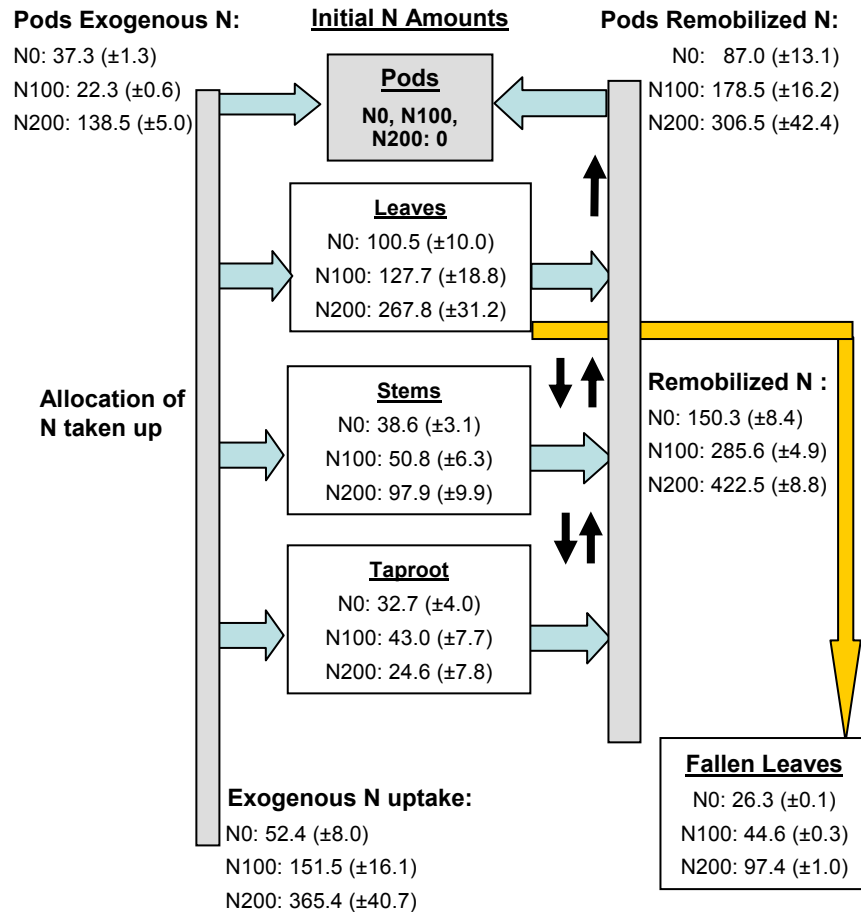 Pods Exogenous N:
N0: 37.3 (±1.3)
N100: 22.3 (±0.6)
N200: 138.5 (±5.0)
Initial N Amounts
Pods
N0, N100,
N200: 0
Pods Remobilized N:
N0: 87.0 (±13.1)
N100: 178.5 (±16.2)
N200: 306.5 (±42.4)
Leaves
N0: 100.5 (±10.0)
N100: 127.7 (±18.8)
N200: 267.8 (±31.2)
Allocation of
N taken up
Stems
N0: 38.6 (±3.1)
N100: 50.8 (±6.3)
N200: 97.9 (±9.9)
Remobilized N :
N0: 150.3 (±8.4)
N100: 285.6 (±4.9)
N200: 422.5 (±8.8)
Taproot
N0: 32.7 (±4.0)
N100: 43.0 (±7.7)
N200: 24.6 (±7.8)
Exogenous N uptake:
N0: 52.4 (±8.0)
N100: 151.5 (±16.1)
N200: 365.4 (±40.7)
Fallen Leaves
N0: 26.3 (±0.1)
N100: 44.6 (±0.3)
N200: 97.4 (±1.0)